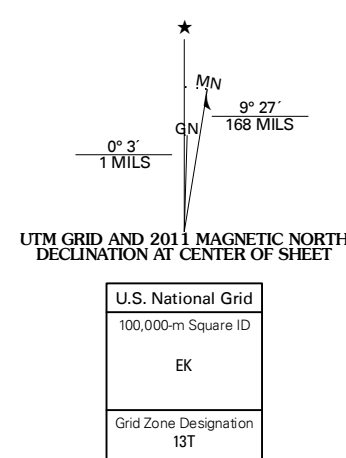 ★
MN
9° 27´
168 MILS
GN
0° 3´
1 MILS
UTM GRID AND 2011 MAGNETIC NORTH
DECLINATION AT CENTER OF SHEET
U.S. National Grid
100,000-m Square ID
EK
Grid Zone Designation
13T